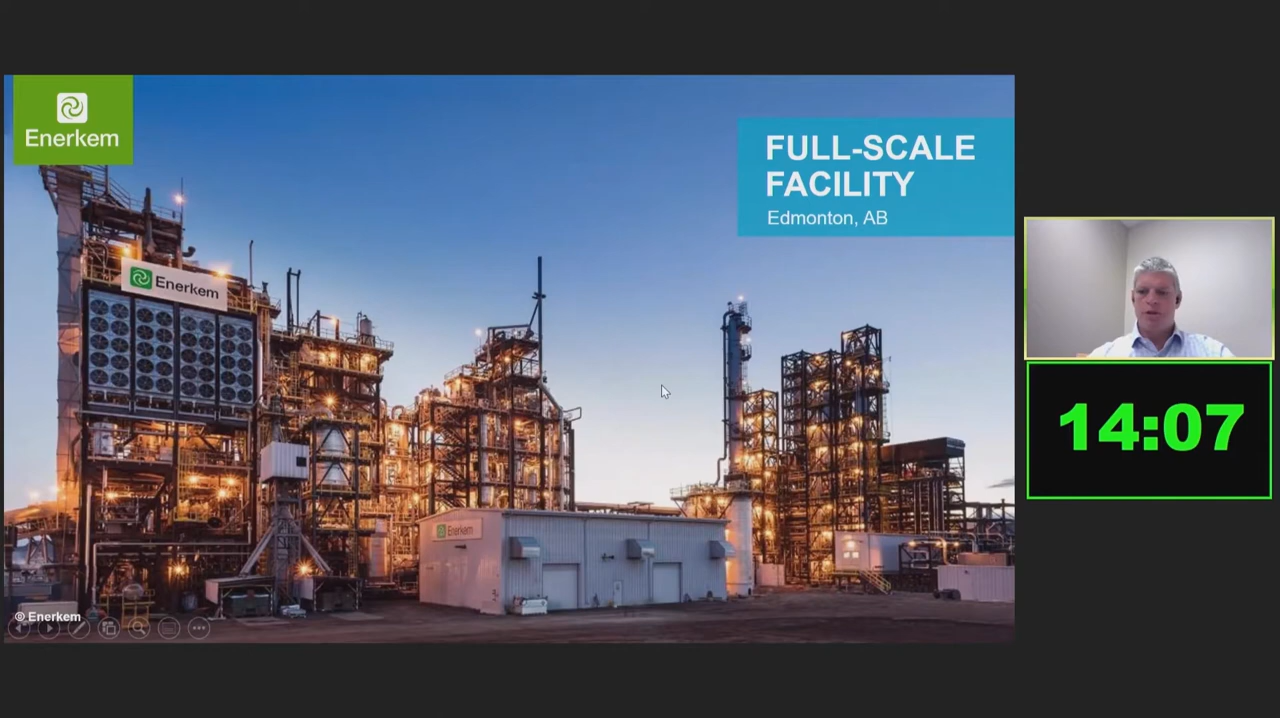 Enerkem
FULL-SCALE
FACILITY
Edmonton, AB
Enerkem
Enerkem
© Enerkem
14:07